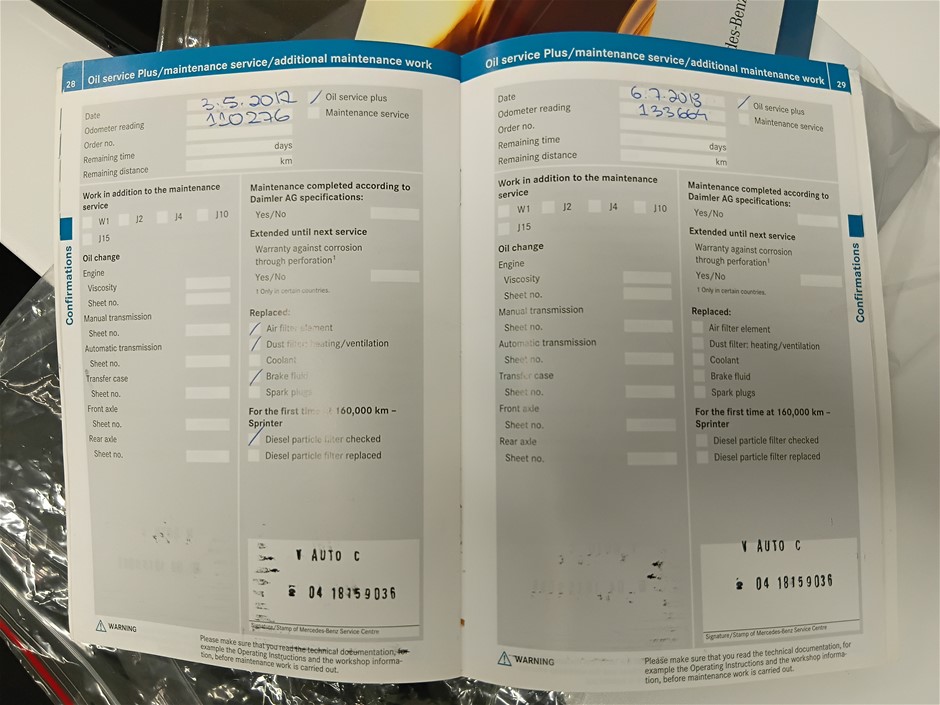 des-Benz
28 Oil service Plus/maintenance service/additional maintenance work
Date 3.5.2012
Odometer reading 110276
Order no.
Remaining time days
Remaining distance km
Oil service plus
Maintenance service
Work in addition to the maintenance service
W1 J2 J4 J10
J15
Oil change
Engine
Viscosity
Sheet no.
Manual transmission
Sheet no.
Automatic transmission
Sheet no.
Transfer case
Sheet no.
Front axle
Sheet no.
Rear axle
Sheet no.
Maintenance completed according to
Daimler AG specifications:
Yes/No
Extended until next service
Warranty against corrosion
through perforation¹
Yes/No
1 Only in certain countries.
Replaced:
Air filter element
Dust filter: heating/ventilation
Coolant
Brake fluid
Spark plugs
For the first time at 160,000 km –
Sprinter
Diesel particle filter checked
Diesel particle filter replaced
V AUTO C
☎ 04 18159036
Signature/Stamp of Mercedes-Benz Service Centre
Confirmations
WARNING
Please make sure that you read the technical documentation, for
example the Operating Instructions and the workshop informa-
tion, before maintenance work is carried out.
Oil service Plus/maintenance service/additional maintenance work 29
Date 6.7.2013
Odometer reading 133664
Order no.
Remaining time days
Remaining distance km
Oil service plus
Maintenance service
Work in addition to the maintenance
service
W1 J2 J4 J10
J15
Oil change
Engine
Viscosity
Sheet no.
Manual transmission
Sheet no.
Automatic transmission
Sheet no.
Transfer case
Sheet no.
Front axle
Sheet no.
Rear axle
Sheet no.
Maintenance completed according to
Daimler AG specifications:
Yes/No
Extended until next service
Warranty against corrosion
through perforation¹
Yes/No
1 Only in certain countries.
Replaced:
Air filter element
Dust filter: heating/ventilation
Coolant
Brake fluid
Spark plugs
For the first time at 160,000 km –
Sprinter
Diesel particle filter checked
Diesel particle filter replaced
V AUTO C
☎ 04 18159036
Signature/Stamp of Mercedes-Benz Service Centre
Confirmations
WARNING
Please make sure that you read the technical documentation, for
example the Operating Instructions and the workshop informa-
tion, before maintenance work is carried out.